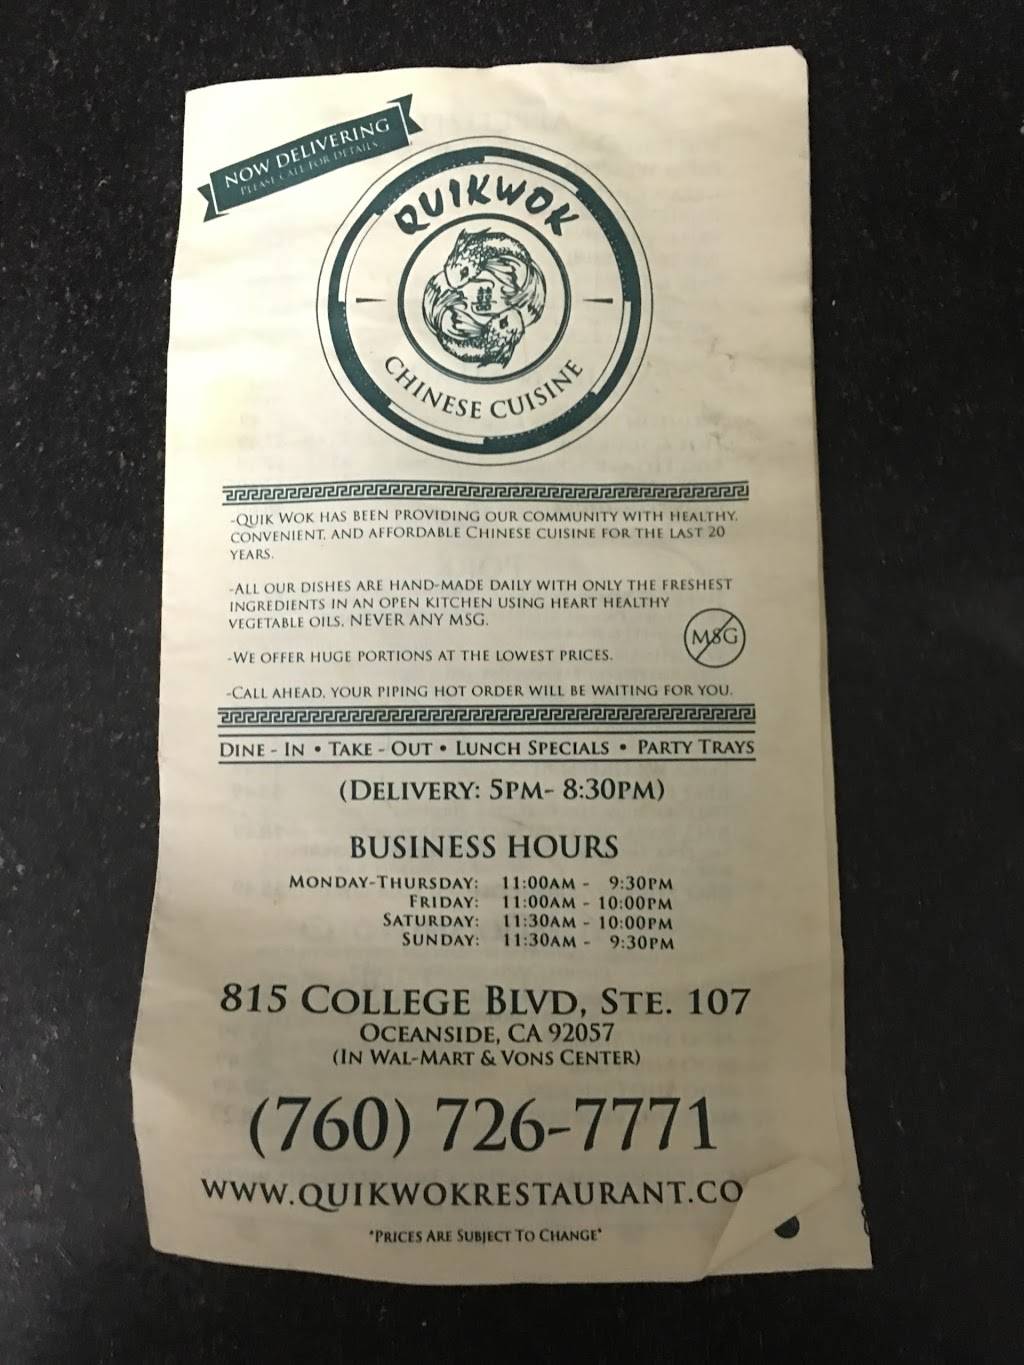 NOW DELIVERING
PLEASE CALL FOR DETAILS
QUIKWOK
囍
CHINESE CUISINE
-QUIK WOK HAS BEEN PROVIDING OUR COMMUNITY WITH HEALTHY,
CONVENIENT, AND AFFORDABLE CHINESE CUISINE FOR THE LAST 20
YEARS.
-ALL OUR DISHES ARE HAND-MADE DAILY WITH ONLY THE FRESHEST
INGREDIENTS IN AN OPEN KITCHEN USING HEART HEALTHY
VEGETABLE OILS. NEVER ANY MSG.
MSG
-WE OFFER HUGE PORTIONS AT THE LOWEST PRICES.
-CALL AHEAD, YOUR PIPING HOT ORDER WILL BE WAITING FOR YOU.
DINE - IN • TAKE - OUT • LUNCH SPECIALS • PARTY TRAYS
(DELIVERY: 5PM- 8:30PM)
BUSINESS HOURS
MONDAY-THURSDAY: 11:00AM - 9:30PM
FRIDAY: 11:00AM - 10:00PM
SATURDAY: 11:30AM - 10:00PM
SUNDAY: 11:30AM - 9:30PM
815 COLLEGE BLVD, STE. 107
OCEANSIDE, CA 92057
(IN WAL-MART & VONS CENTER)
(760) 726-7771
WWW.QUIKWOKRESTAURANT.CO
*PRICES ARE SUBJECT TO CHANGE*